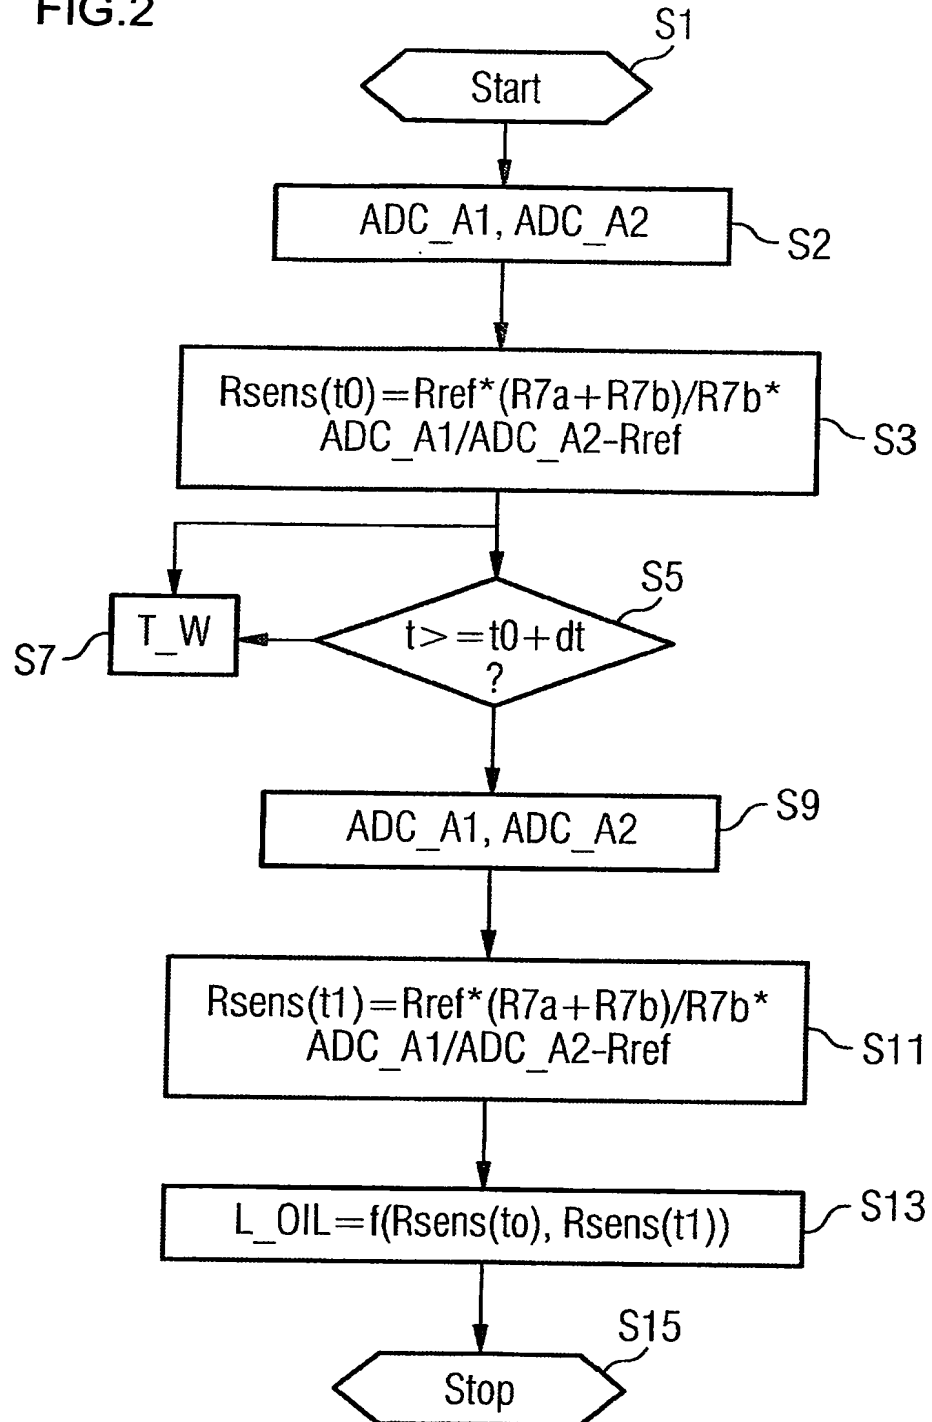 FIG.2
S1
Start
ADC_A1, ADC_A2
S2
Rsens(t0)=Rref*(R7a+R7b)/R7b*
ADC_A1/ADC_A2-Rref
S3
S5
t>=t0+dt
?
T_W
S7
S9
ADC_A1, ADC_A2
Rsens(t1)=Rref*(R7a+R7b)/R7b*
ADC_A1/ADC_A2-Rref
S11
L_OIL=f(Rsens(to), Rsens(t1))
S13
S15
Stop